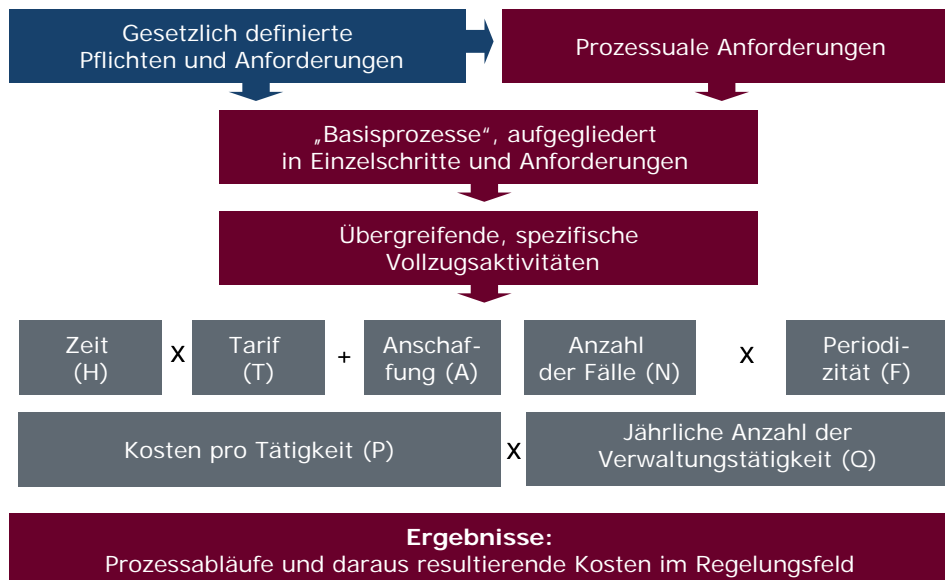 Gesetzlich definierte
Pflichten und Anforderungen
Prozessuale Anforderungen
„Basisprozesse“, aufgegliedert
in Einzelschritte und Anforderungen
Übergreifende, spezifische
Vollzugsaktivitäten
Zeit
(H)
X
Tarif
(T)
+
Anschaf-
fung (A)
Anzahl
der Fälle (N)
X
Periodi-
zität (F)
Kosten pro Tätigkeit (P)
X
Jährliche Anzahl der
Verwaltungstätigkeit (Q)
Ergebnisse:
Prozessabläufe und daraus resultierende Kosten im Regelungsfeld